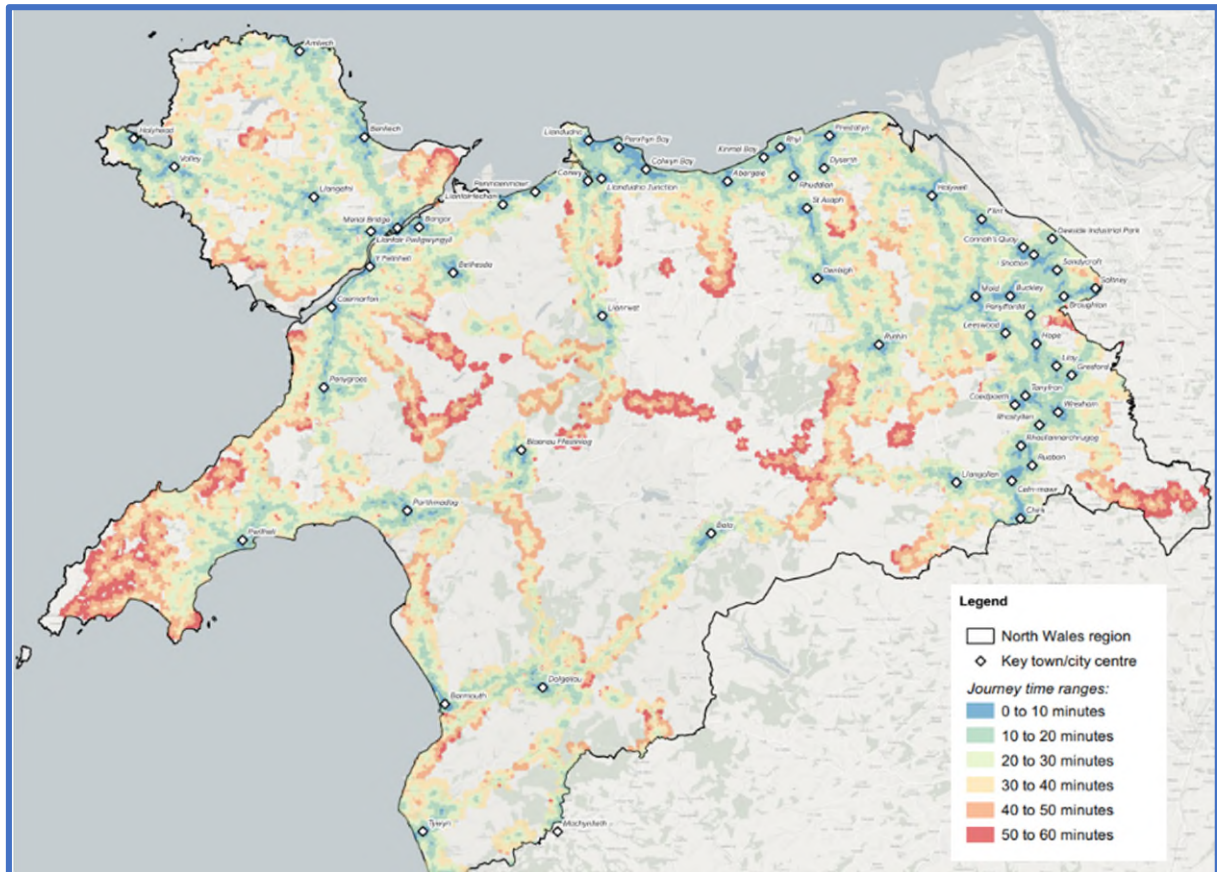 Amlwch
Holyhead
Valley
Benllech
Llangefni
Menai Bridge
Bangor
Llanfair Pwllgwyngyll
Y Felinheli
Caernarfon
Bethesda
Llanfairfechan
Penmaenmawr
Conwy
Llandudno
Penrhyn Bay
Colwyn Bay
Llandudno Junction
Kinmel Bay
Rhyl
Prestatyn
Abergele
Rhuddlan
Dyserth
St Asaph
Holywell
Flint
Deeside Industrial Park
Connah's Quay
Shotton
Sandycroft
Saltney
Denbigh
Mold
Buckley
Broughton
Penyffordd
Leeswood
Hope
Llanrwst
Ruthin
Llay
Gresford
Penygroes
Tanyfron
Coedpoeth
Wrexham
Rhostyllen
Rhosllannerchrugog
Blaenau Ffestiniog
Ruabon
Llangollen
Cefn-mawr
Porthmadog
Chirk
Pwllheli
Bala
Dolgellau
Barmouth
Tywyn
Machynlleth
Legend
North Wales region
Key town/city centre
Journey time ranges:
0 to 10 minutes
10 to 20 minutes
20 to 30 minutes
30 to 40 minutes
40 to 50 minutes
50 to 60 minutes